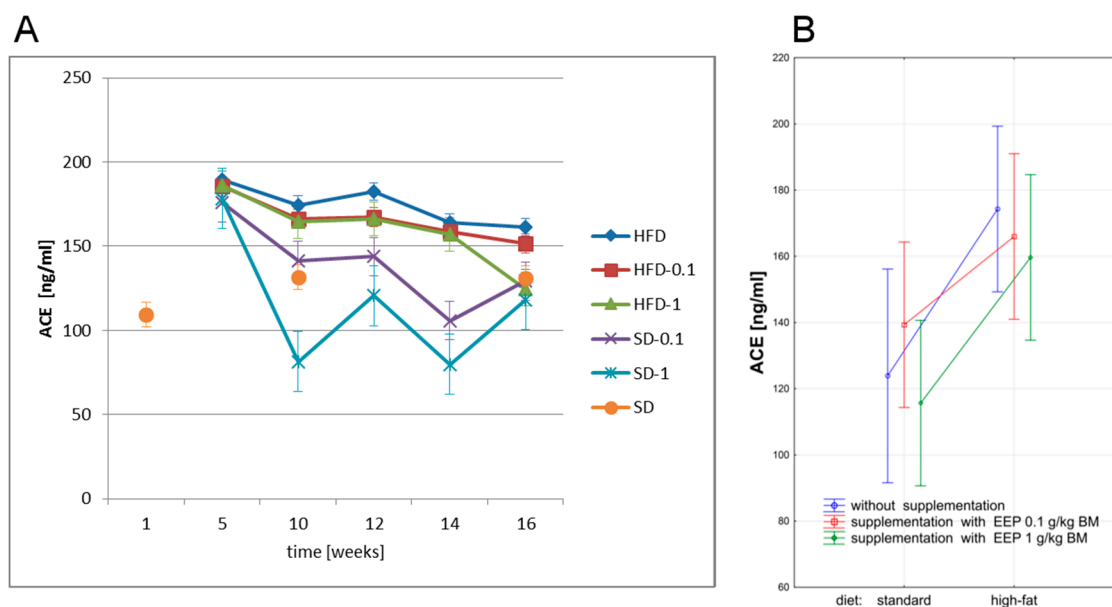 A
250
200
150
100
50
0
ACE [ng/ml]
1 5 10 12 14 16
time [weeks]
HFD
HFD-0.1
HFD-1
SD-0.1
SD-1
SD
B
220
200
180
160
140
120
100
80
60
ACE [ng/ml]
without supplementation
supplementation with EEP 0.1 g/kg BM
supplementation with EEP 1 g/kg BM
diet: standard high-fat